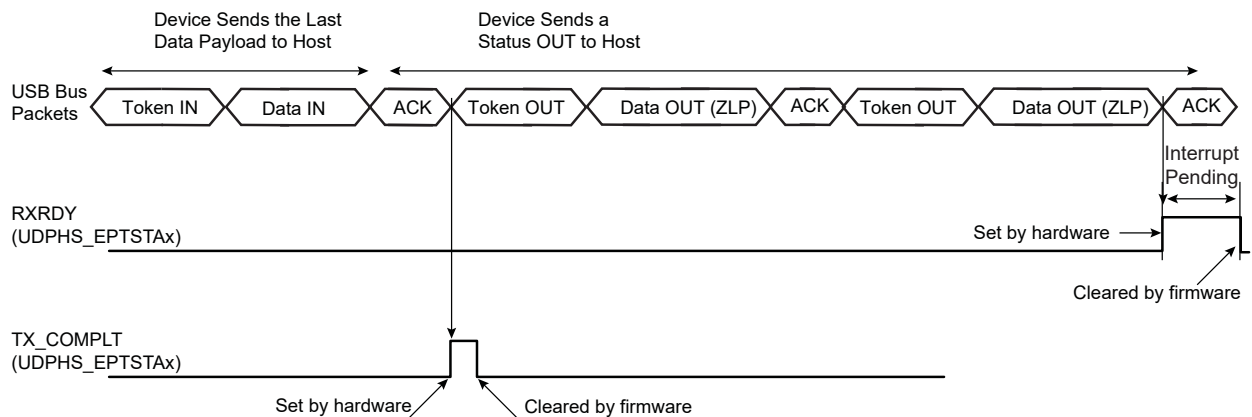 Device Sends the Last
Data Payload to Host
Device Sends a
Status OUT to Host
USB Bus
Packets
Token IN
Data IN
ACK
Token OUT
Data OUT (ZLP)
ACK
Token OUT
Data OUT (ZLP)
ACK
Interrupt
Pending
RXRDY
(UDPHS_EPTSTAx)
Set by hardware
Cleared by firmware
TX_COMPLT
(UDPHS_EPTSTAx)
Set by hardware
Cleared by firmware